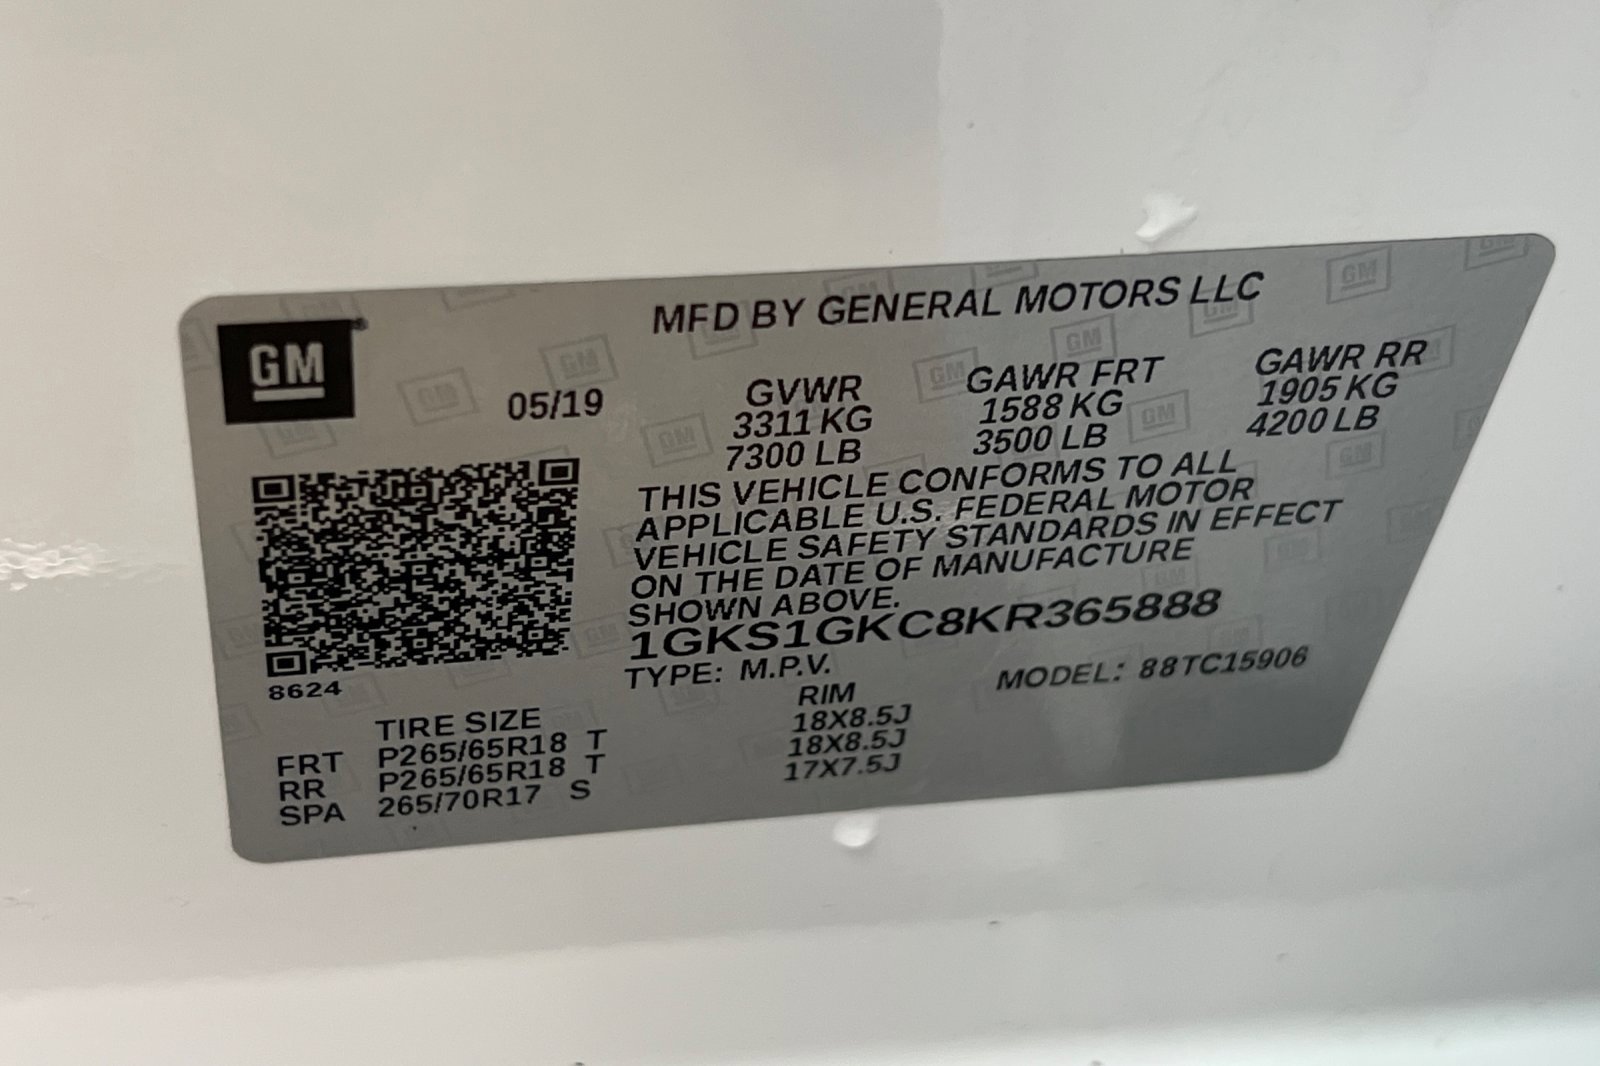 GM
MFD BY GENERAL MOTORS LLC
05/19
GVWR GAWR FRT GAWR RR
3311 KG 1588 KG 1905 KG
7300 LB 3500 LB 4200 LB
THIS VEHICLE CONFORMS TO ALL
APPLICABLE U.S. FEDERAL MOTOR
VEHICLE SAFETY STANDARDS IN EFFECT
ON THE DATE OF MANUFACTURE
SHOWN ABOVE.
1GKS1GKC8KR365888
TYPE: M.P.V. MODEL: 88TC15906
8624
TIRE SIZE RIM
FRT P265/65R18 T 18X8.5J
RR P265/65R18 T 18X8.5J
SPA 265/70R17 S 17X7.5J